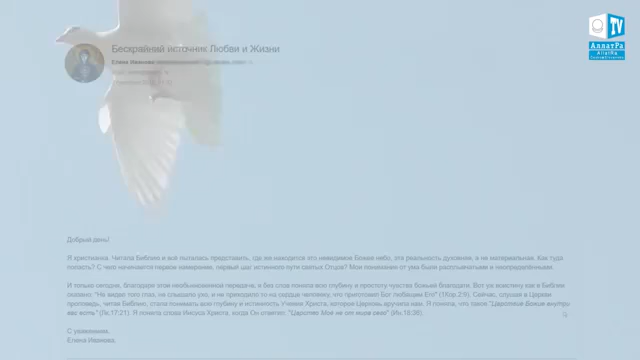 Бескрайний источник Любви и Жизни
Елена Иванова
TV
АллатРа
AllatRa
Добрый день!
Я христианка. Читала Библию и всё пыталась представить, где же находится это невидимое Божие небо, эта реальность духовная, а не материальная. Как туда
попасть? С чего начинается первое намерение, первый шаг истинного пути святых Отцов? Мои понимания от ума были расплывчатыми и неопределёнными.
И только сегодня, благодаря этой необыкновенной передаче, я без слов поняла всю глубину и простоту чувства Божьей благодати. Вот уж воистину как в Библии
сказано: "Не видел того глаз, не слышало ухо, и не приходило то на сердце человеку, что приготовил Бог любящим Его" (1Кор.2:9). Сейчас, слушая в Церкви
проповедь, читая Библию, стала понимать всю глубину и истинность Учения Христа, которое Церковь вручила нам. Я поняла, что такое "Царствие Божие внутрь
вас есть" (Лк.17:21). Я поняла слова Иисуса Христа, когда Он ответил: "Царство Моё не от мира сего" (Ин.18:36).
С уважением,
Елена Иванова.